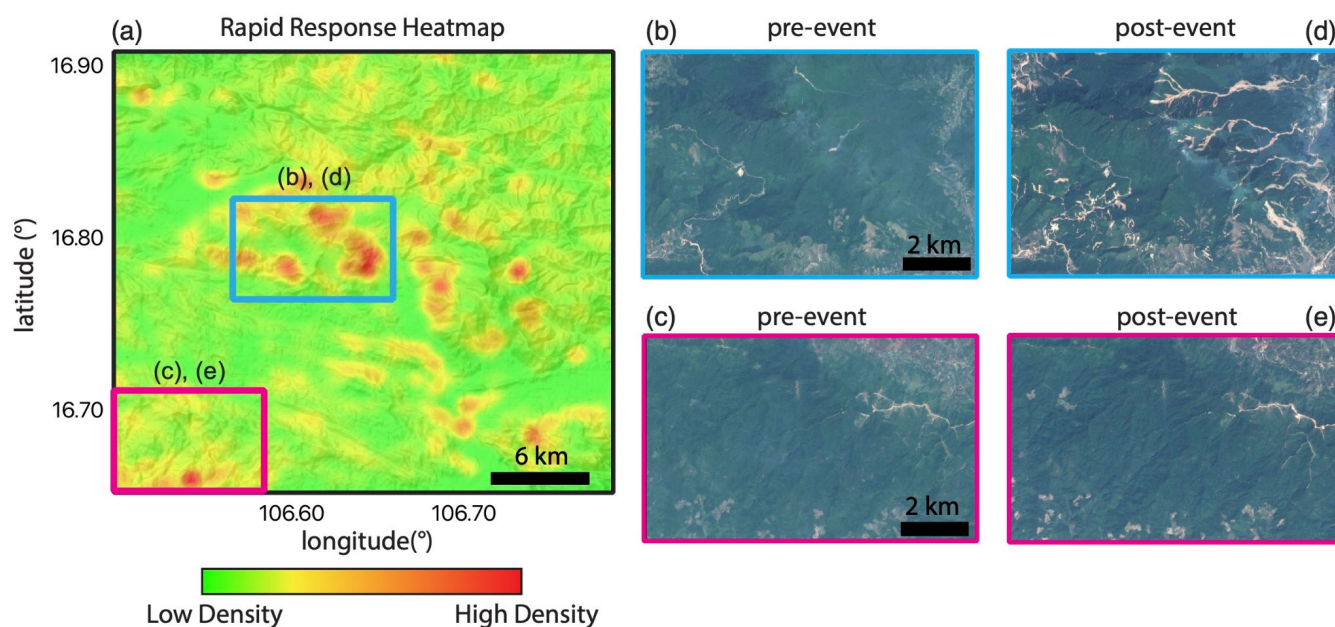 (a) Rapid Response Heatmap
16.90
16.80
16.70
latitude (°)
(b), (d)
(c), (e)
6 km
106.60 106.70
longitude(°)
Low Density High Density
(b) pre-event
2 km
post-event (d)
(c) pre-event
2 km
post-event (e)